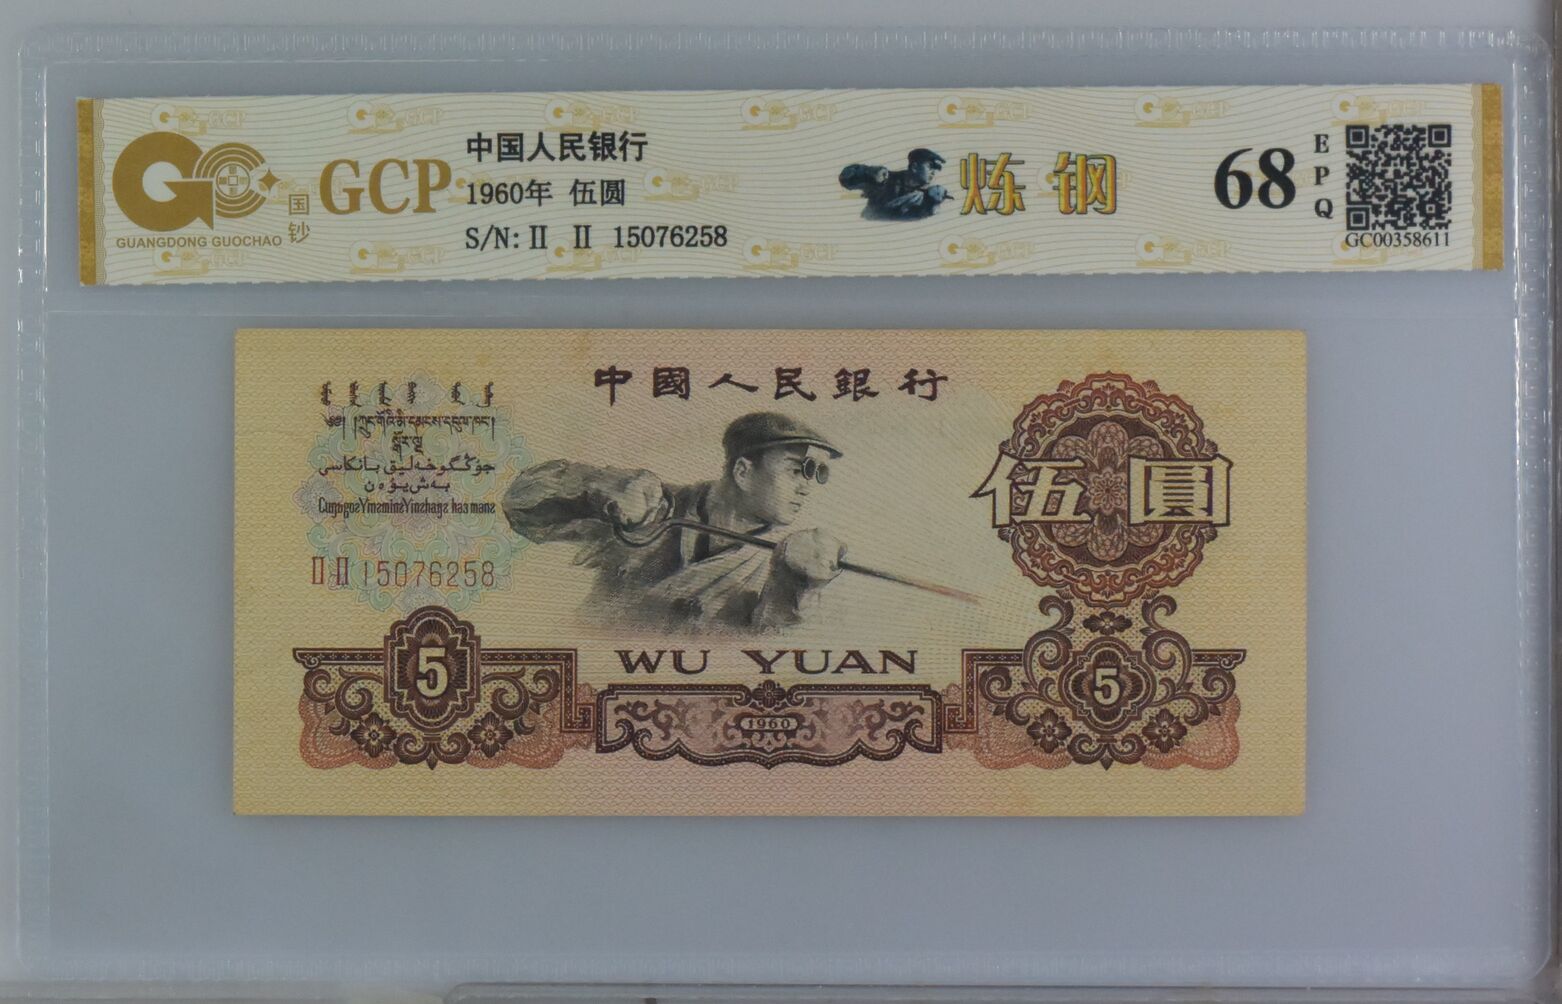 GCP
国钞
GUANGDONG GUOCHAO
中国人民银行
1960年 伍圆
S/N: II II 15076258
炼 钢
68
EPQ
GC00358611
中國人民銀行
伍圓
II II 15076258
5
WU YUAN
5
1960